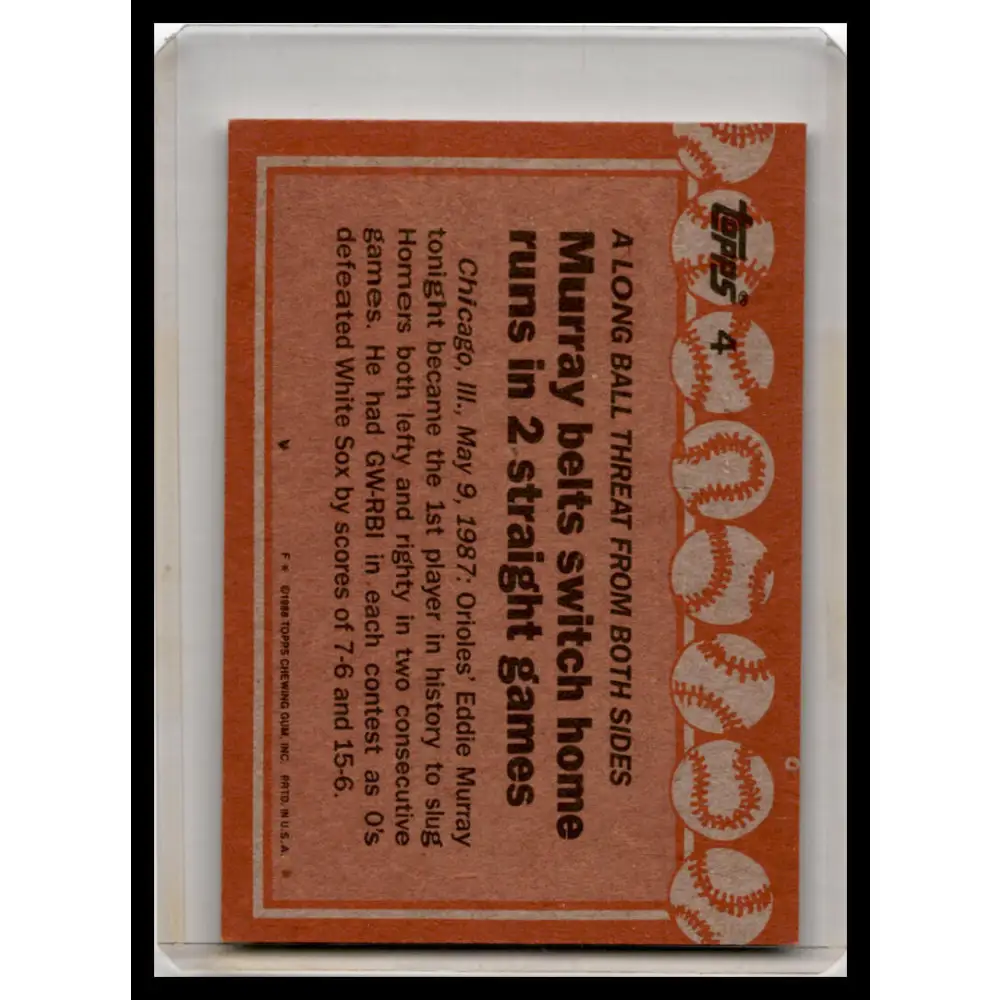 topps® 4
A LONG BALL THREAT FROM BOTH SIDES
Murray belts switch home
runs in 2 straight games
Chicago, Ill., May 9, 1987: Orioles' Eddie Murray
tonight became the 1st player in history to slug
Homers both lefty and righty in two consecutive
games. He had GW-RBI in each contest as O's
defeated White Sox by scores of 7-6 and 15-6.
F * ©1988 TOPPS CHEWING GUM, INC. PRTD. IN U.S.A.